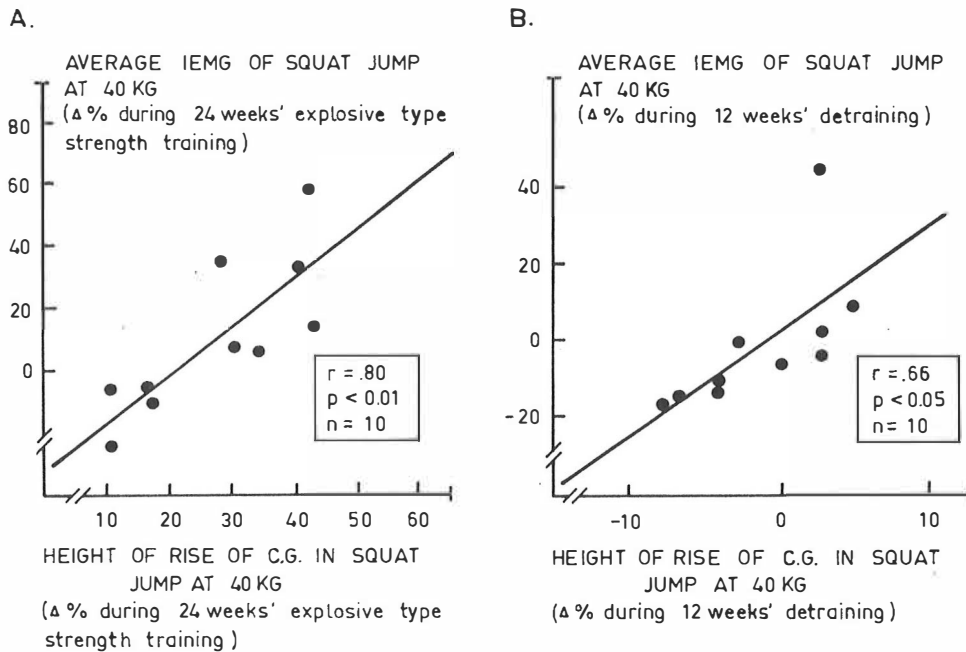 A.
AVERAGE IEMG OF SQUAT JUMP
AT 40 KG
(Δ % during 24 weeks' explosive type
strength training)
80
60
40
20
0
r = .80
p < 0.01
n = 10
10 20 30 40 50 60
HEIGHT OF RISE OF C.G. IN SQUAT
JUMP AT 40 KG
(Δ % during 24 weeks' explosive type
strength training)
B.
AVERAGE IEMG OF SQUAT JUMP
AT 40 KG
(Δ % during 12 weeks' detraining)
40
20
0
-20
r = .66
p < 0.05
n = 10
-10 0 10
HEIGHT OF RISE OF C.G. IN SQUAT
JUMP AT 40 KG
(Δ % during 12 weeks' detraining)